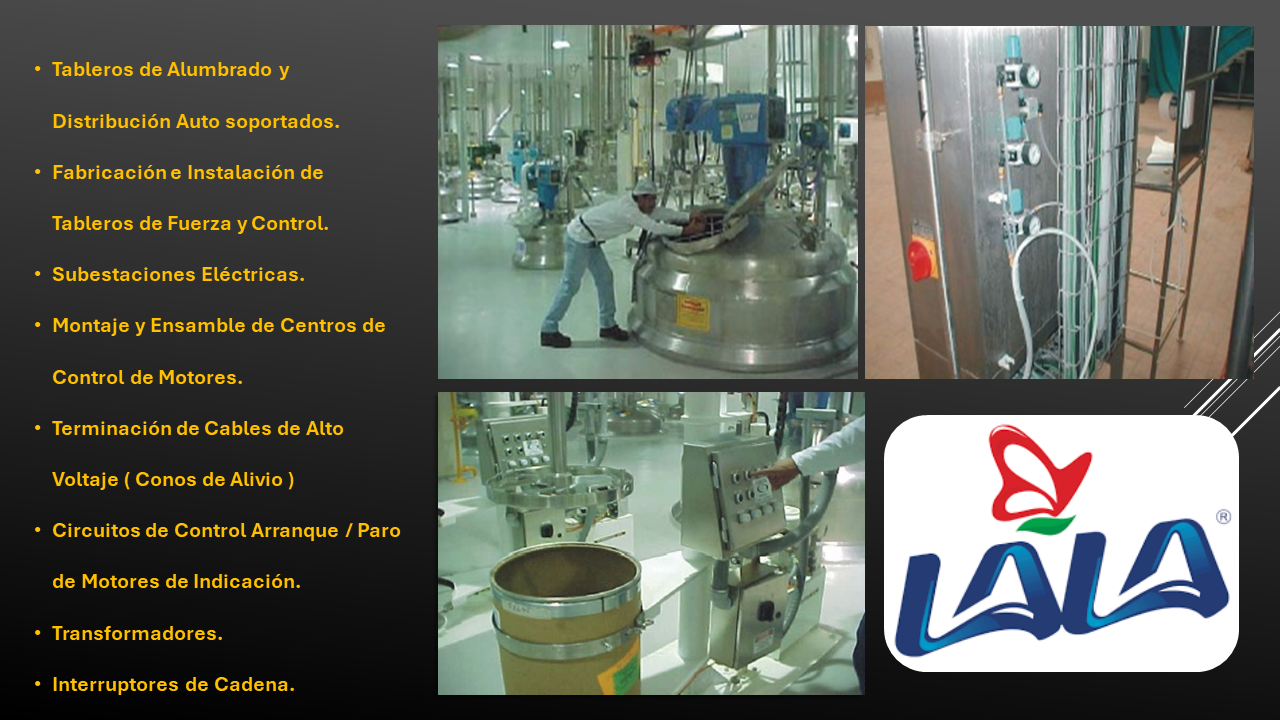 • Tableros de Alumbrado y
Distribución Auto soportados.
• Fabricación e Instalación de
Tableros de Fuerza y Control.
• Subestaciones Eléctricas.
• Montaje y Ensamble de Centros de
Control de Motores.
• Terminación de Cables de Alto
Voltaje ( Conos de Alivio )
• Circuitos de Control Arranque / Paro
de Motores de Indicación.
• Transformadores.
• Interruptores de Cadena.
LALA ®